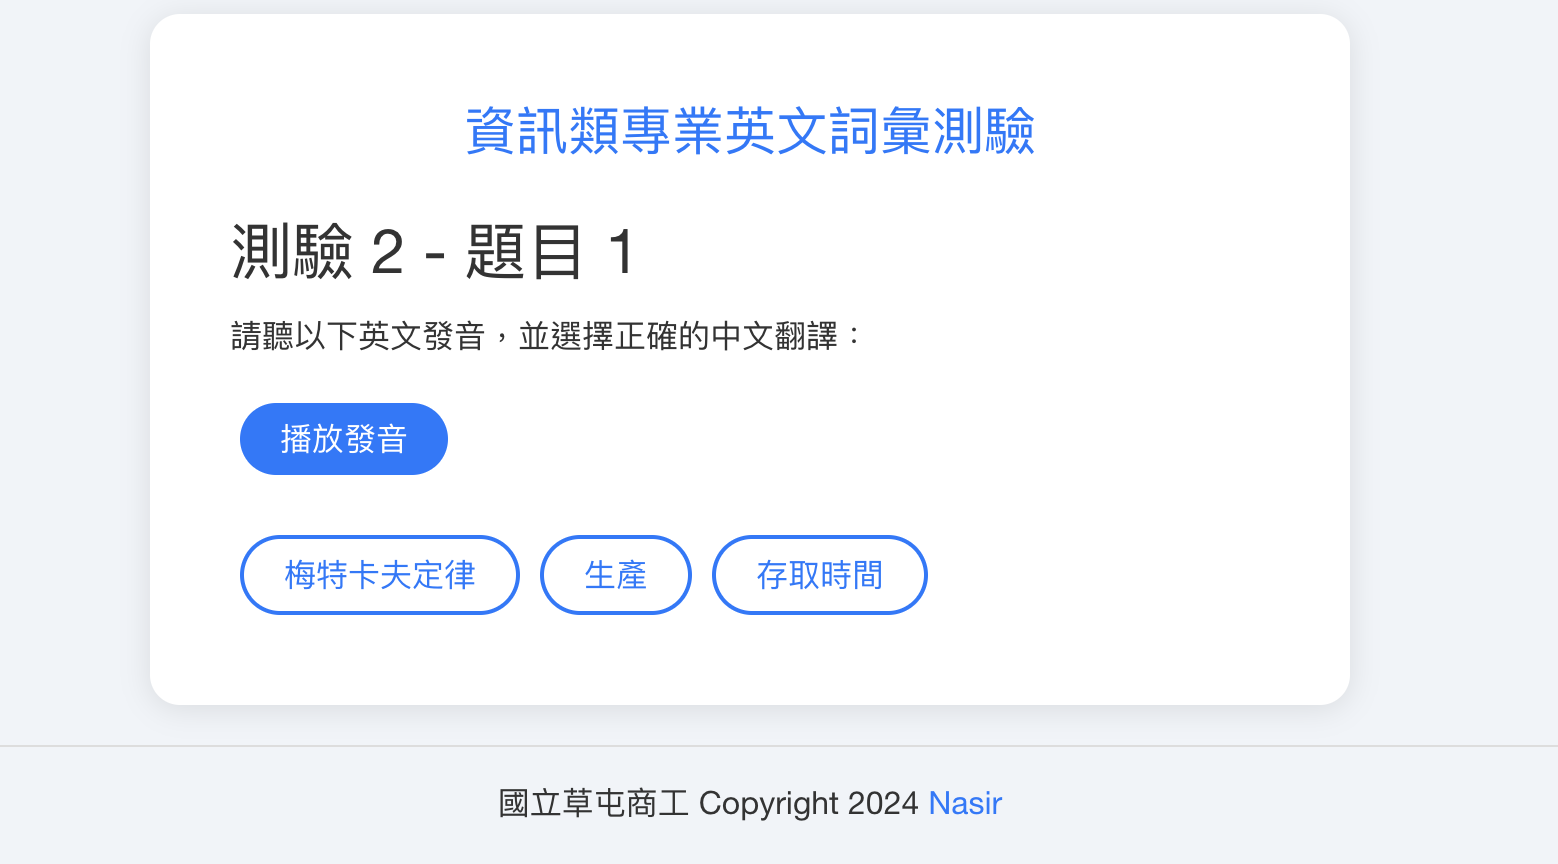 資訊類專業英文詞彙測驗
測驗 2 - 題目 1
請聽以下英文發音，並選擇正確的中文翻譯：
播放發音
梅特卡夫定律 生產 存取時間
國立草屯商工 Copyright 2024 Nasir